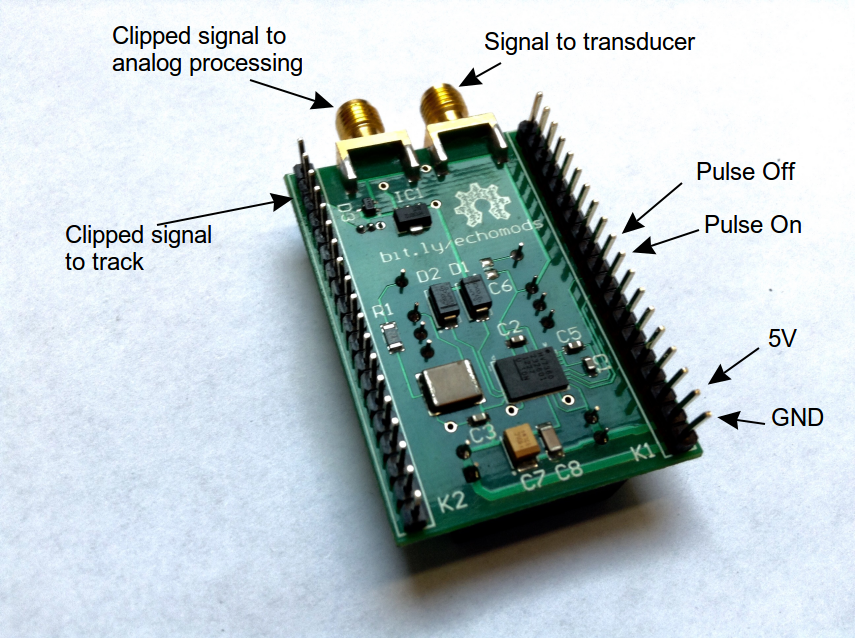 Clipped signal to
analog processing
Signal to transducer
Pulse Off
Pulse On
Clipped signal
to track
5V
GND
D3
IC1
bit.ly/echomods
D2 D1
C6
R1
C2
C5
C3
C7 C8
K1
K2